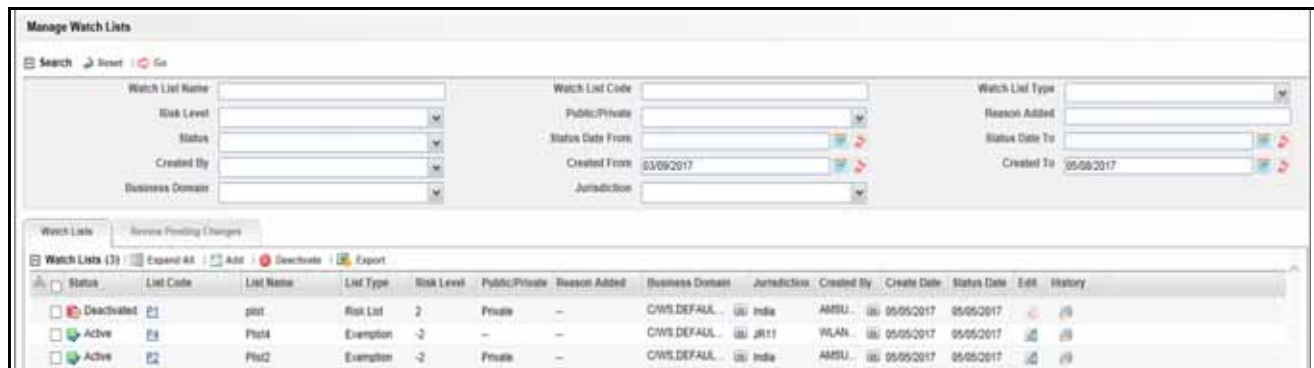 Manage Watch Lists
Search Reset Go
Watch List Name Watch List Code Watch List Type
Risk Level Public/Private Reason Added
Status Status Date From Status Date To
Created By Created From 03/09/2017 Created To 05/08/2017
Business Domain Jurisdiction
Watch Lists Review Pending Changes
Watch Lists (3) Expand All Add Deactivate Export
Status List Code List Name List Type Risk Level Public/Private Reason Added Business Domain Jurisdiction Created By Create Date Status Date Edit History
Deactivated P1 plist Risk List 2 Private -- C/WS,DEFAUL... India AMSU... 05/05/2017 05/05/2017
Active P4 Plist4 Exemption -2 -- C/WS,DEFAUL... JR11 WLAN... 05/05/2017 05/05/2017
Active P2 Plist2 Exemption -2 Private -- C/WS,DEFAUL... India AMSU... 05/05/2017 05/05/2017